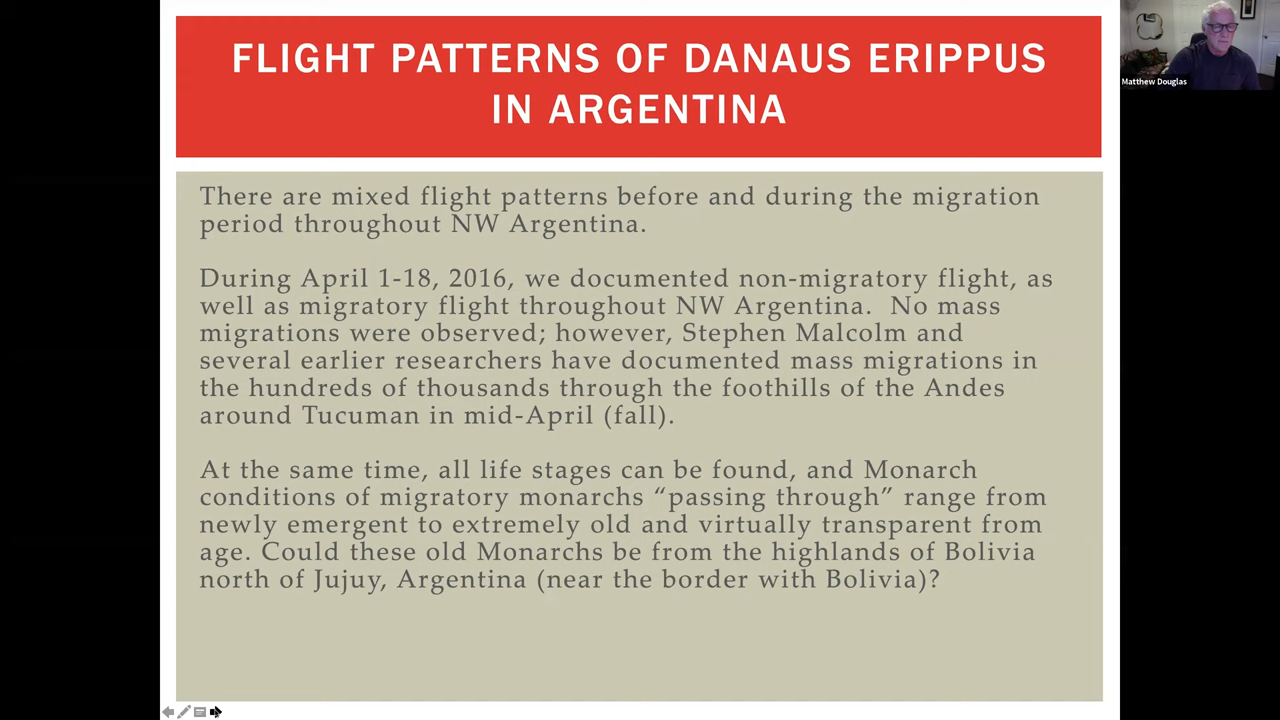 FLIGHT PATTERNS OF DANAUS ERIPPUS
IN ARGENTINA
There are mixed flight patterns before and during the migration
period throughout NW Argentina.
During April 1-18, 2016, we documented non-migratory flight, as
well as migratory flight throughout NW Argentina. No mass
migrations were observed; however, Stephen Malcolm and
several earlier researchers have documented mass migrations in
the hundreds of thousands through the foothills of the Andes
around Tucuman in mid-April (fall).
At the same time, all life stages can be found, and Monarch
conditions of migratory monarchs “passing through” range from
newly emergent to extremely old and virtually transparent from
age. Could these old Monarchs be from the highlands of Bolivia
north of Jujuy, Argentina (near the border with Bolivia)?
Matthew Douglas